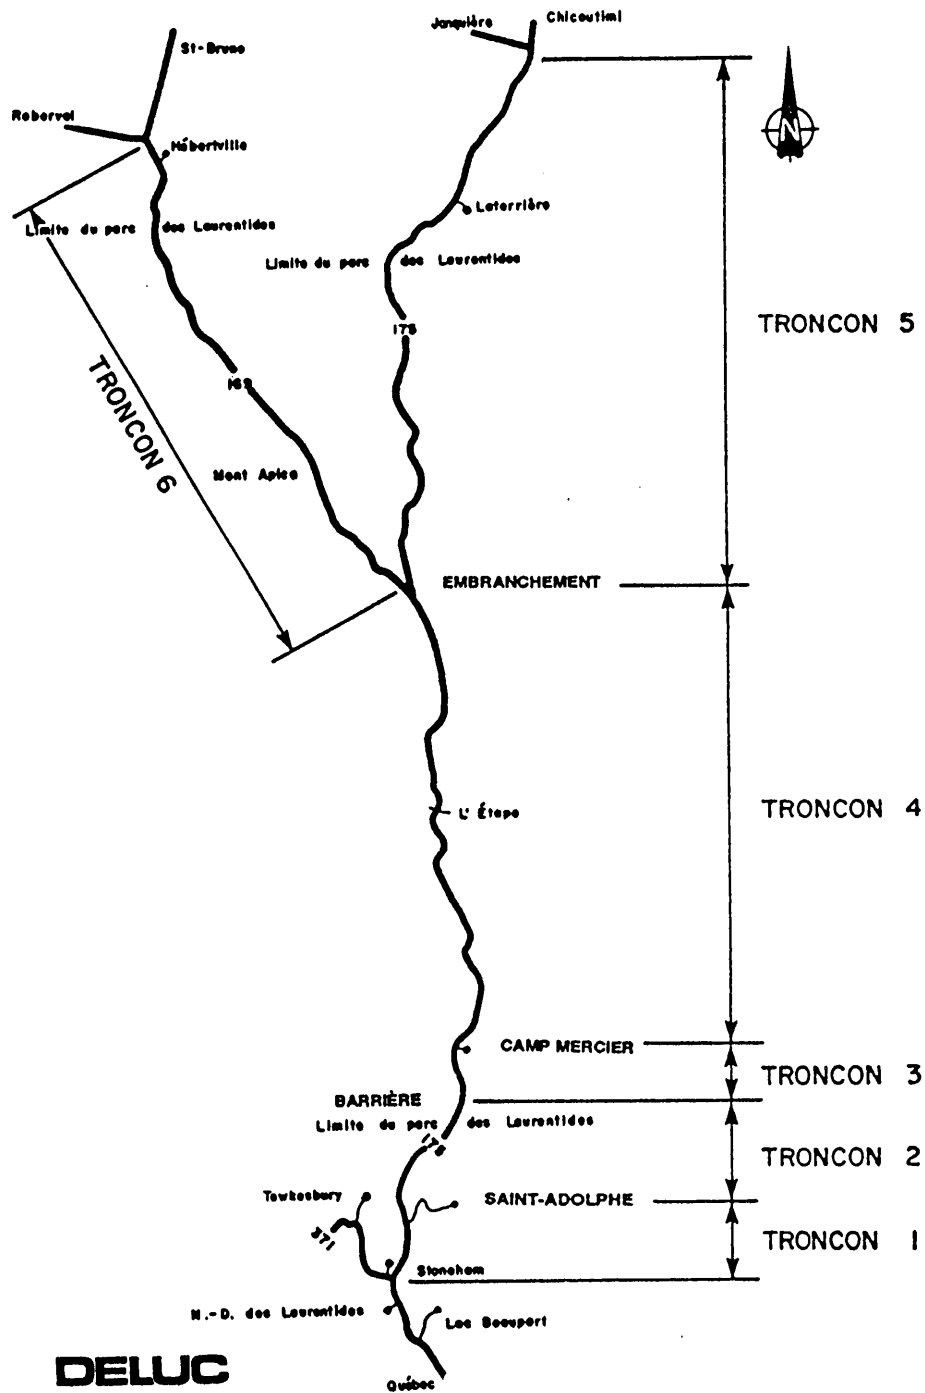 Jonquière
Chicoutimi
St-Bruno
Roberval
Hébertville
Laterrière
Limite du parc des Laurentides
Limite du parc des Laurentides
N
175
TRONCON 5
169
TRONCON 6
Mont Apica
EMBRANCHEMENT
L'Étape
TRONCON 4
CAMP MERCIER
TRONCON 3
BARRIÈRE
Limite du parc des Laurentides
175
TRONCON 2
Tewkesbury
SAINT-ADOLPHE
371
TRONCON 1
Stoneham
N.-D. des Laurentides
Lac Beauport
DELUC
Québec